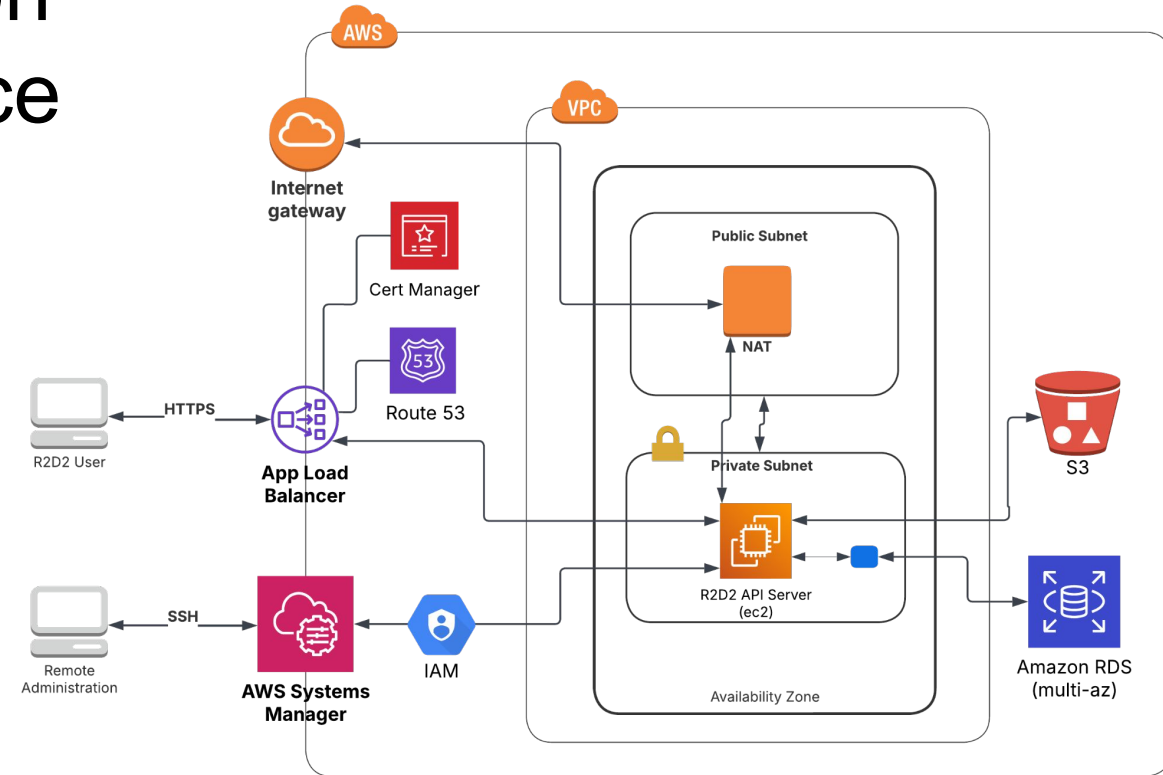 AWS
VPC
Internet
gateway
Cert Manager
Public Subnet
NAT
53
Route 53
HTTPS
R2D2 User
App Load
Balancer
Private Subnet
S3
R2D2 API Server
(ec2)
SSH
Remote
Administration
IAM
AWS Systems
Manager
Amazon RDS
(multi-az)
Availability Zone